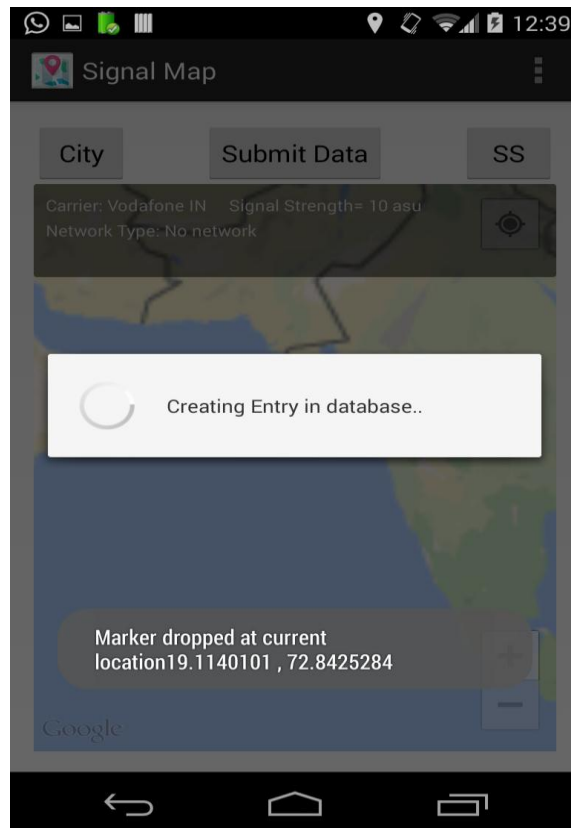 12:39
Signal Map
City Submit Data SS
Carrier: Vodafone IN Signal Strength= 10 asu
Network Type: No network
Creating Entry in database..
Marker dropped at current
location19.1140101 , 72.8425284
Google